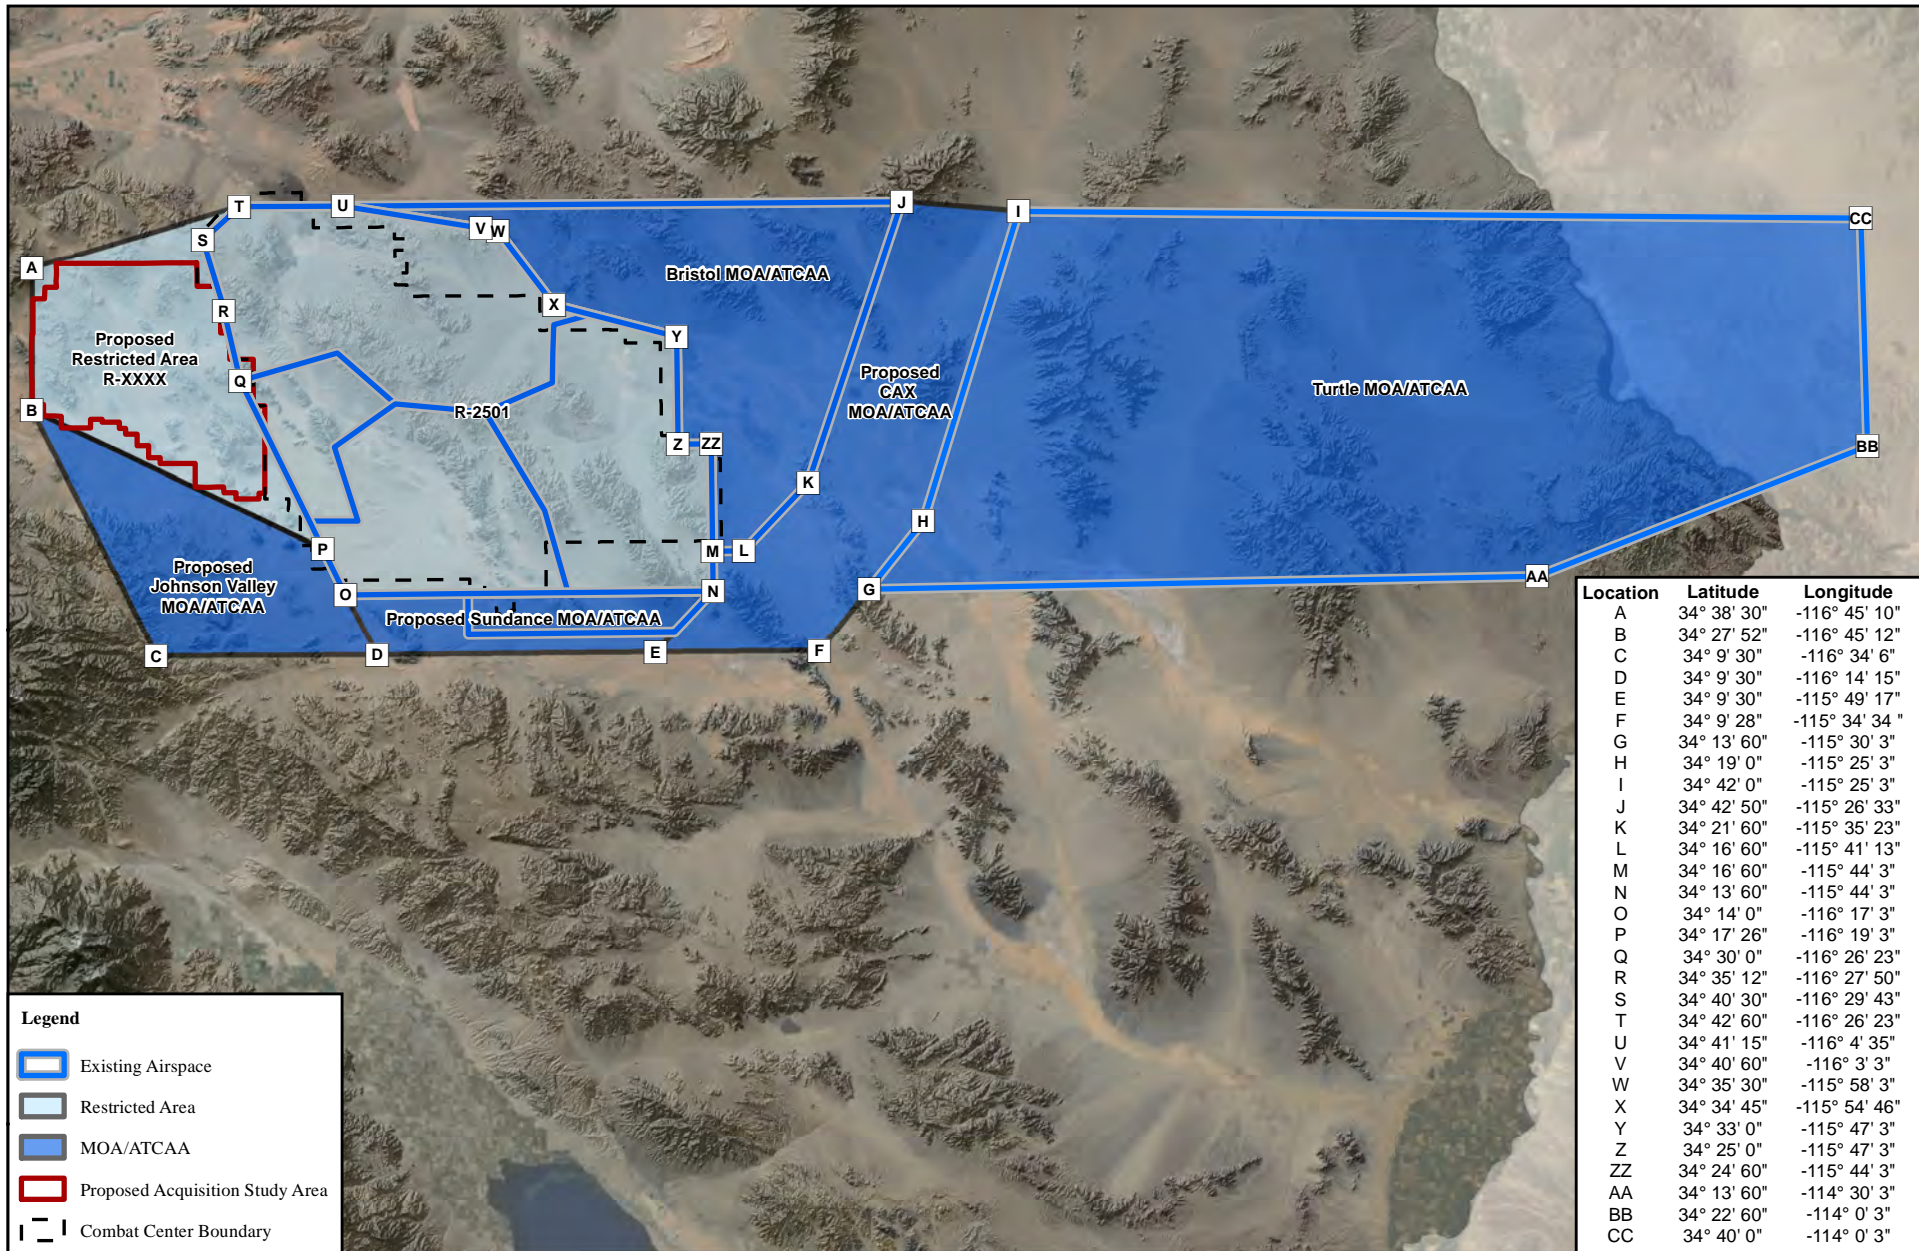 T
U
J
I
CC
V
W
S
A
Bristol MOA/ATCAA
X
R
Y
Proposed
Restricted Area
R-XXXX
Proposed
CAX
MOA/ATCAA
Turtle MOA/ATCAA
Q
B
R-2501
Z
ZZ
BB
K
H
P
M
L
Proposed
Johnson Valley
MOA/ATCAA
O
N
G
AA
Proposed Sundance MOA/ATCAA
C
D
E
F
Location Latitude Longitude
A 34° 38' 30" -116° 45' 10"
B 34° 27' 52" -116° 45' 12"
C 34° 9' 30" -116° 34' 6"
D 34° 9' 30" -116° 14' 15"
E 34° 9' 30" -115° 49' 17"
F 34° 9' 28" -115° 34' 34 "
G 34° 13' 60" -115° 30' 3"
H 34° 19' 0" -115° 25' 3"
I 34° 42' 0" -115° 25' 3"
J 34° 42' 50" -115° 26' 33"
K 34° 21' 60" -115° 35' 23"
L 34° 16' 60" -115° 41' 13"
M 34° 16' 60" -115° 44' 3"
N 34° 13' 60" -115° 44' 3"
O 34° 14' 0" -116° 17' 3"
P 34° 17' 26" -116° 19' 3"
Q 34° 30' 0" -116° 26' 23"
R 34° 35' 12" -116° 27' 50"
S 34° 40' 30" -116° 29' 43"
T 34° 42' 60" -116° 26' 23"
U 34° 41' 15" -116° 4' 35"
V 34° 40' 60" -116° 3' 3"
W 34° 35' 30" -115° 58' 3"
X 34° 34' 45" -115° 54' 46"
Y 34° 33' 0" -115° 47' 3"
Z 34° 25' 0" -115° 47' 3"
ZZ 34° 24' 60" -115° 44' 3"
AA 34° 13' 60" -114° 30' 3"
BB 34° 22' 60" -114° 0' 3"
CC 34° 40' 0" -114° 0' 3"
Legend
Existing Airspace
Restricted Area
MOA/ATCAA
Proposed Acquisition Study Area
Combat Center Boundary